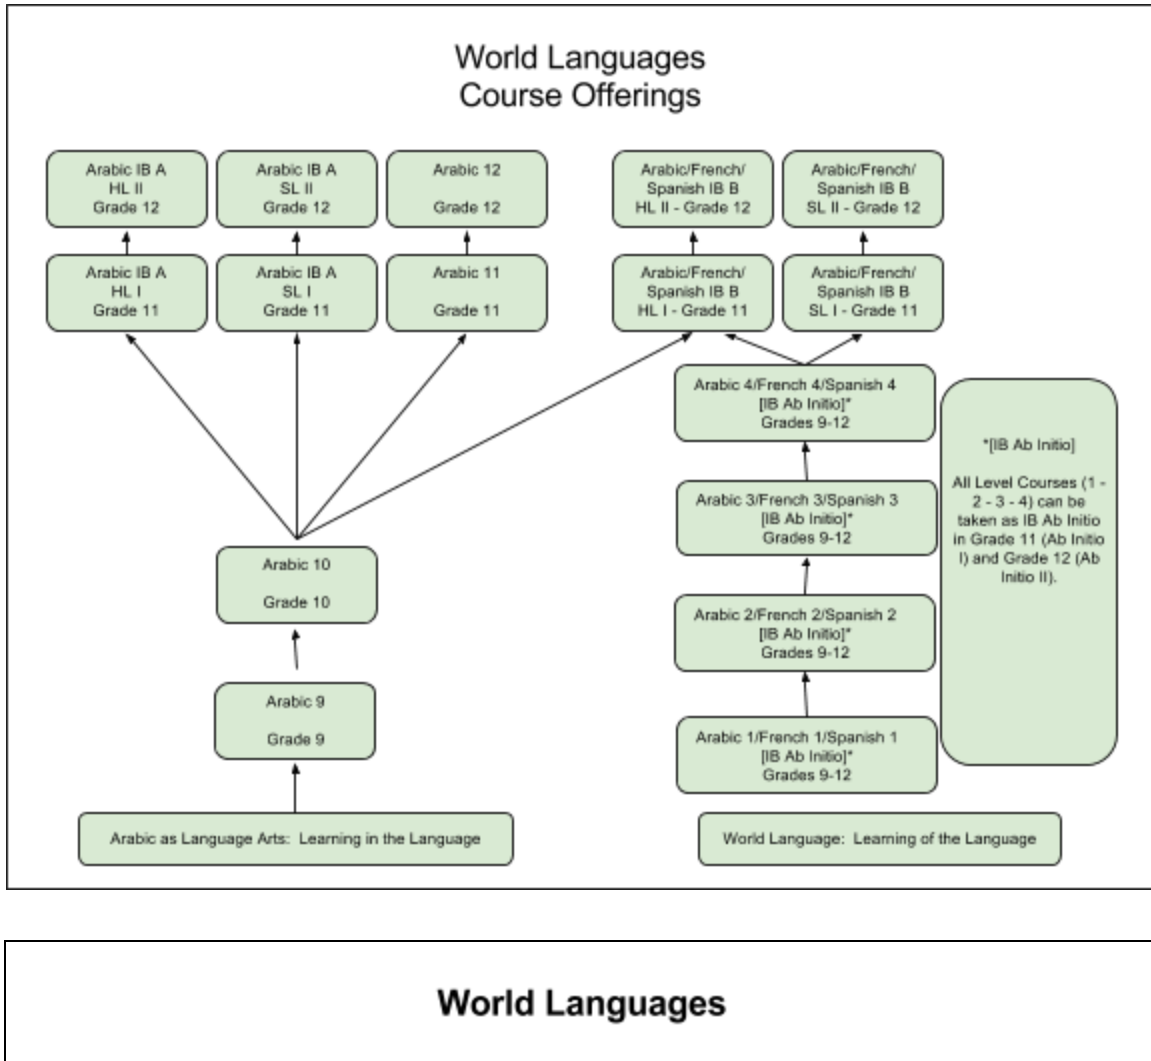 World Languages
Course Offerings
Arabic IB A
HL II
Grade 12
Arabic IB A
SL II
Grade 12
Arabic 12
Grade 12
Arabic/French/
Spanish IB B
HL II - Grade 12
Arabic/French/
Spanish IB B
SL II - Grade 12
Arabic IB A
HL I
Grade 11
Arabic IB A
SL I
Grade 11
Arabic 11
Grade 11
Arabic/French/
Spanish IB B
HL I - Grade 11
Arabic/French/
Spanish IB B
SL I - Grade 11
Arabic 4/French 4/Spanish 4
[IB Ab Initio]*
Grades 9-12
*[IB Ab Initio]
All Level Courses (1 -
2 - 3 - 4) can be
taken as IB Ab Initio
in Grade 11 (Ab Initio
I) and Grade 12 (Ab
Initio II).
Arabic 3/French 3/Spanish 3
[IB Ab Initio]*
Grades 9-12
Arabic 10
Grade 10
Arabic 2/French 2/Spanish 2
[IB Ab Initio]*
Grades 9-12
Arabic 9
Grade 9
Arabic 1/French 1/Spanish 1
[IB Ab Initio]*
Grades 9-12
Arabic as Language Arts:  Learning in the Language
World Language:  Learning of the Language
World Languages